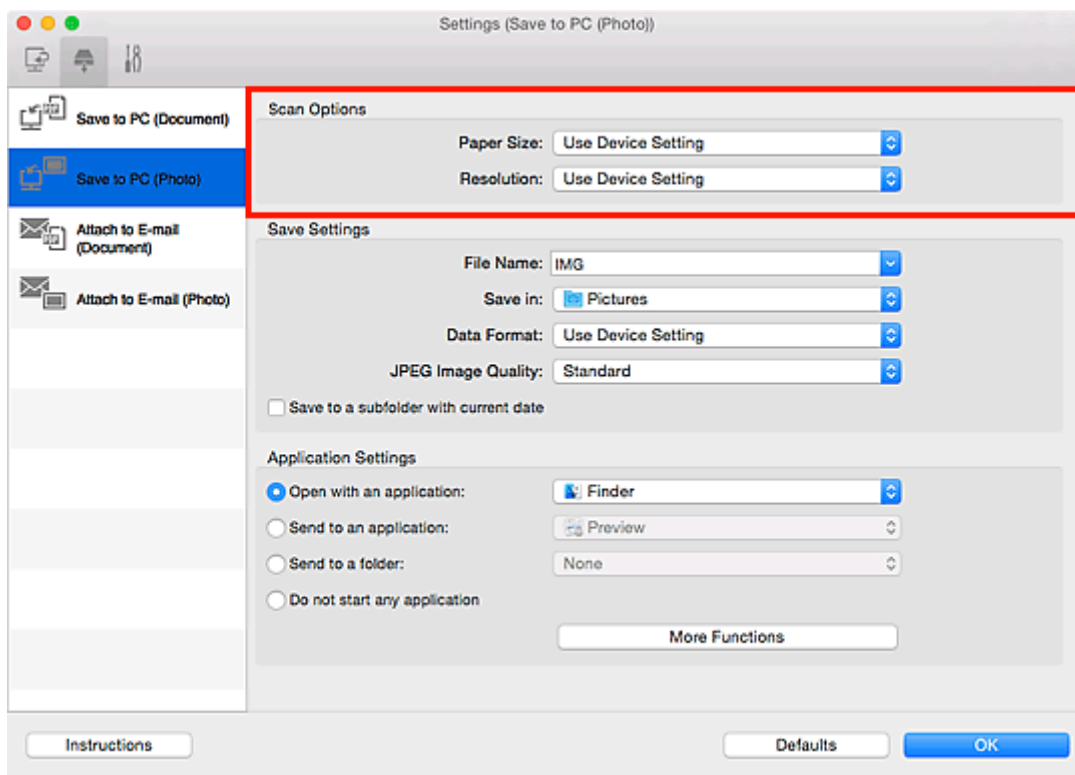 Settings (Save to PC (Photo))
Save to PC (Document)
Save to PC (Photo)
Attach to E-mail
(Document)
Attach to E-mail (Photo)
Scan Options
Paper Size: Use Device Setting
Resolution: Use Device Setting
Save Settings
File Name: IMG
Save in: Pictures
Data Format: Use Device Setting
JPEG Image Quality: Standard
Save to a subfolder with current date
Application Settings
Open with an application: Finder
Send to an application: Preview
Send to a folder: None
Do not start any application
More Functions
Instructions
Defaults
OK